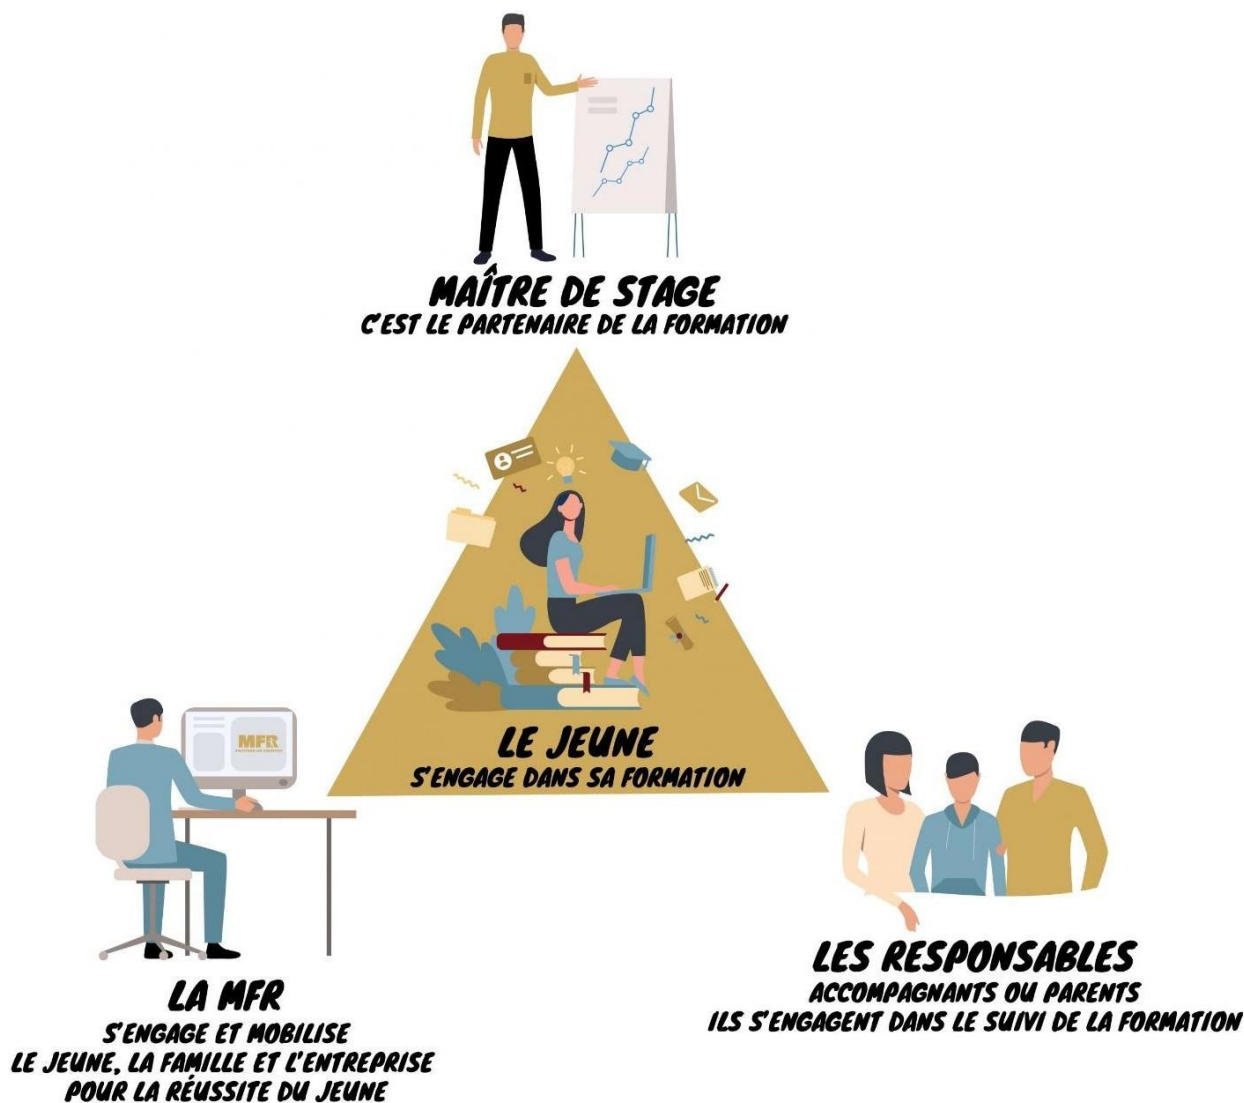 MAÎTRE DE STAGE
C'EST LE PARTENAIRE DE LA FORMATION
LE JEUNE
S'ENGAGE DANS SA FORMATION
MFR
LA MFR
S'ENGAGE ET MOBILISE
LE JEUNE, LA FAMILLE ET L'ENTREPRISE
POUR LA RÉUSSITE DU JEUNE
LES RESPONSABLES
ACCOMPAGNANTS OU PARENTS
ILS S'ENGAGENT DANS LE SUIVI DE LA FORMATION